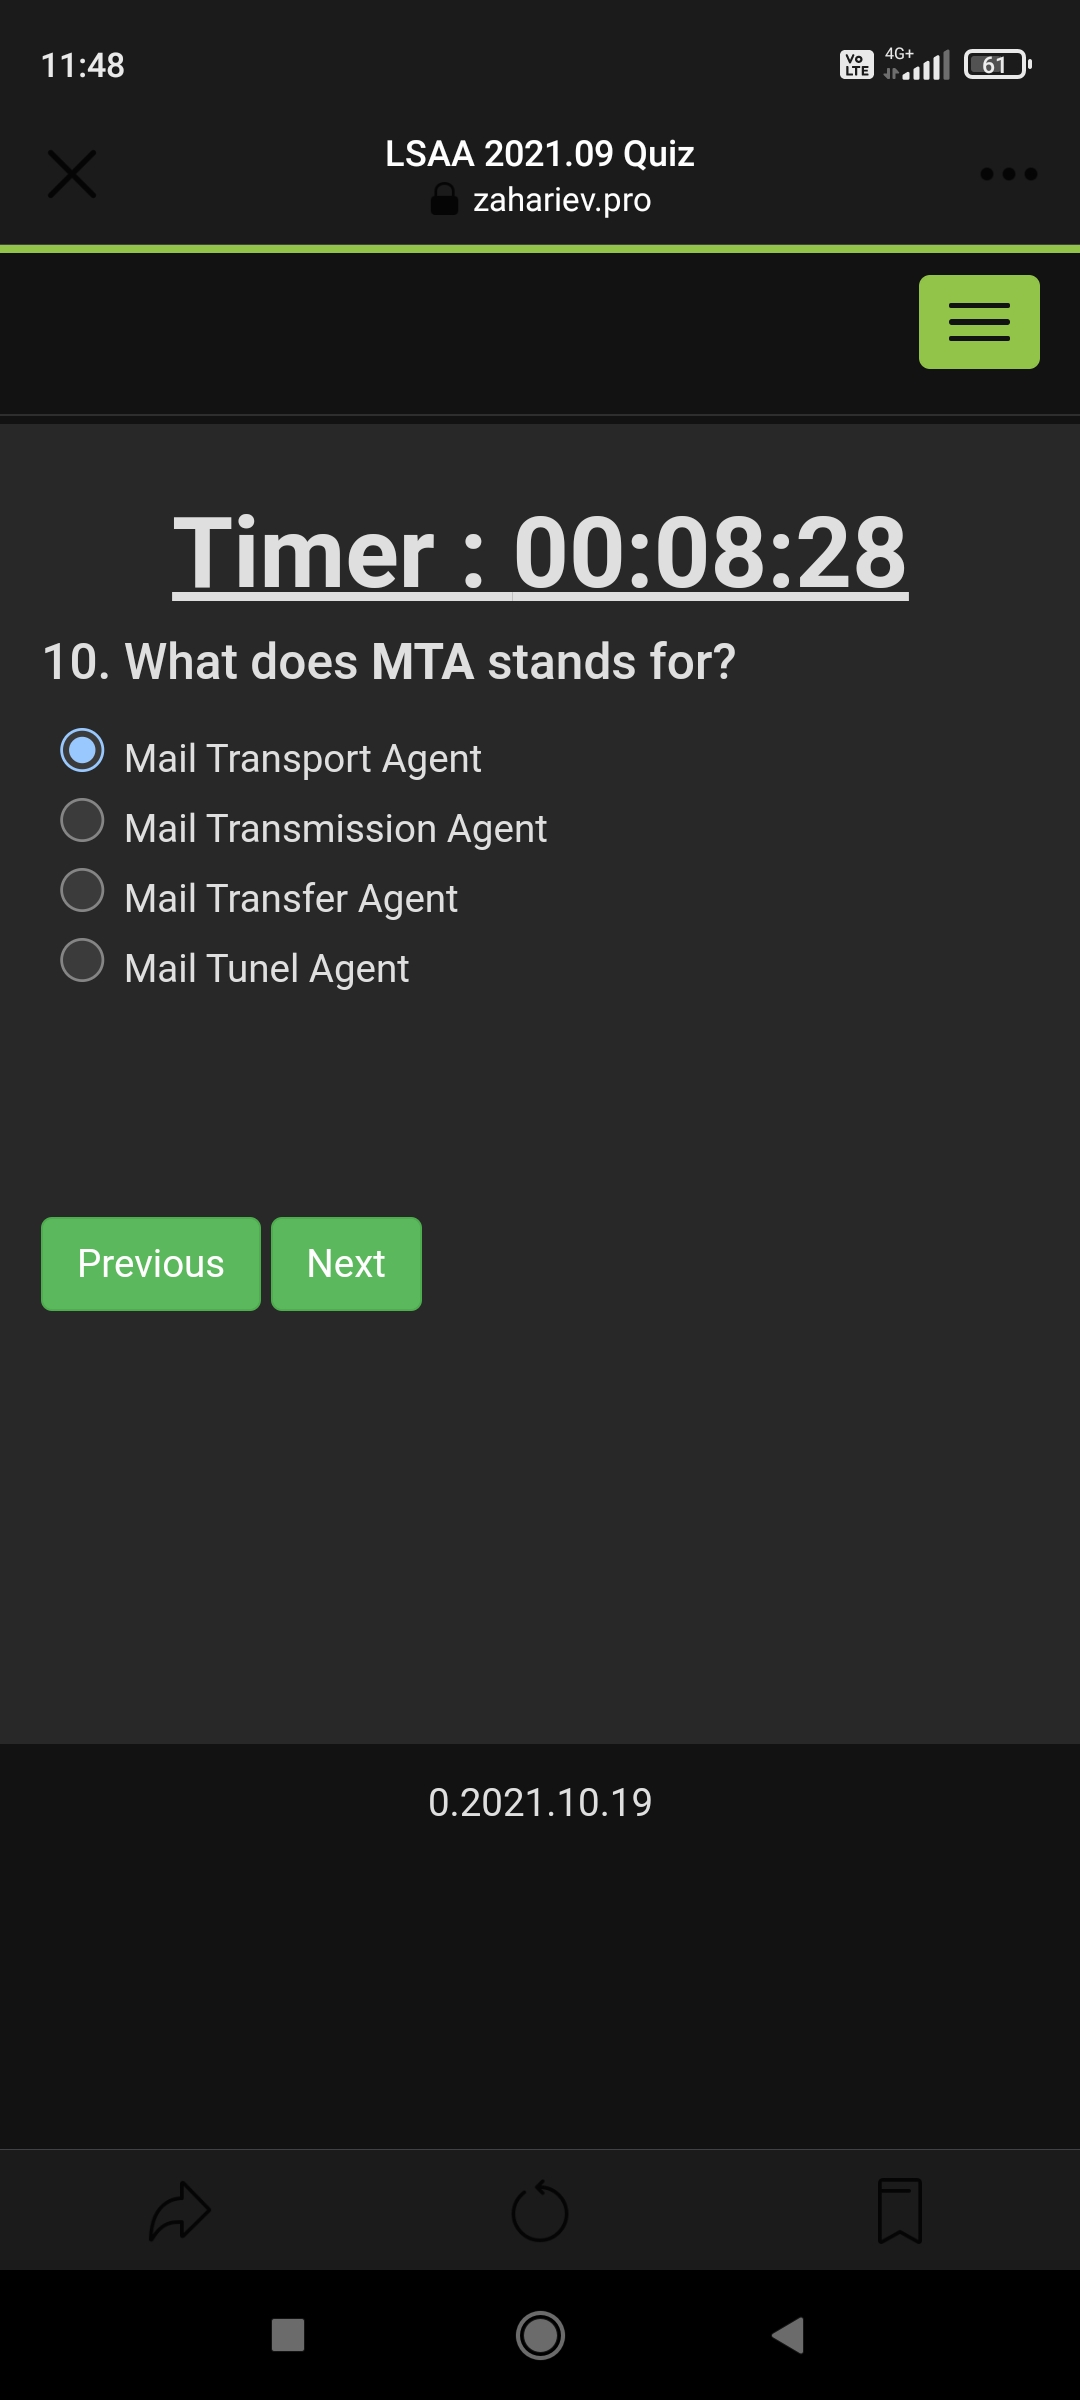 11:48
Vo LTE 4G+ 61
LSAA 2021.09 Quiz
zahariev.pro
Timer : 00:08:28
10. What does MTA stands for?
Mail Transport Agent
Mail Transmission Agent
Mail Transfer Agent
Mail Tunel Agent
Previous Next
0.2021.10.19